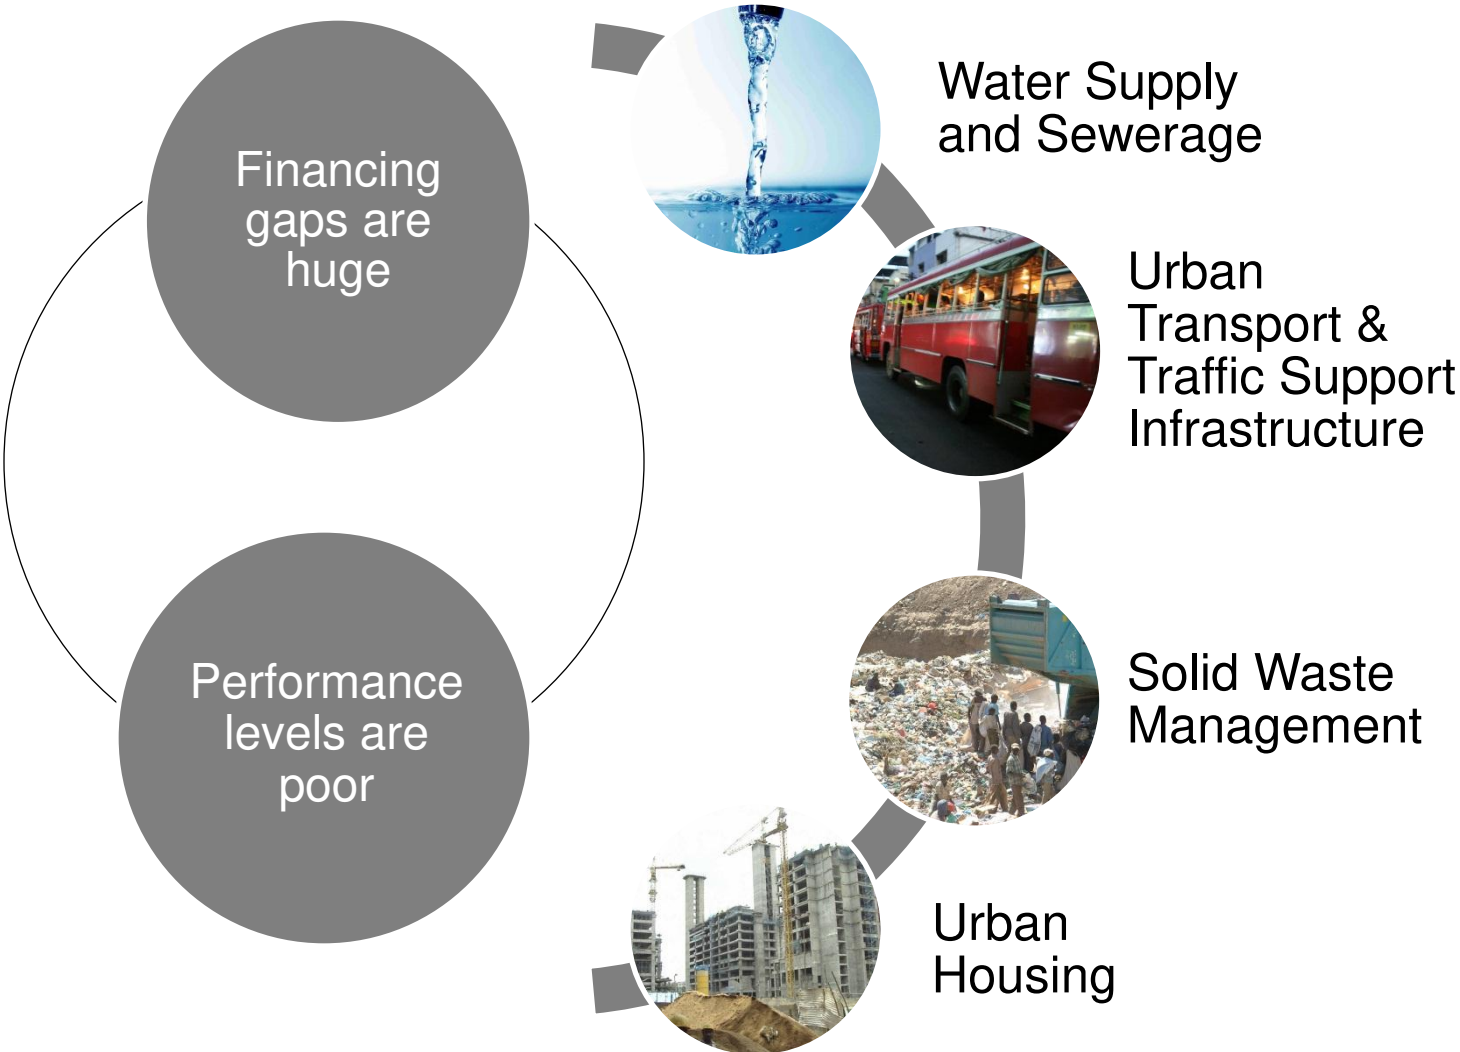 Financing
gaps are
huge
Performance
levels are
poor
Water Supply
and Sewerage
Urban
Transport &
Traffic Support
Infrastructure
Solid Waste
Management
Urban
Housing